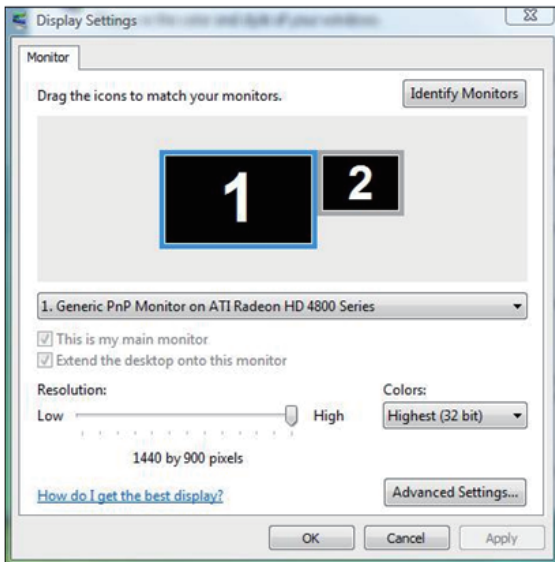 Display Settings
Monitor
Drag the icons to match your monitors.
Identify Monitors
1
2
1. Generic PnP Monitor on ATI Radeon HD 4800 Series
This is my main monitor
Extend the desktop onto this monitor
Resolution:
Colors:
Low
High
Highest (32 bit)
1440 by 900 pixels
How do I get the best display?
Advanced Settings...
OK
Cancel
Apply